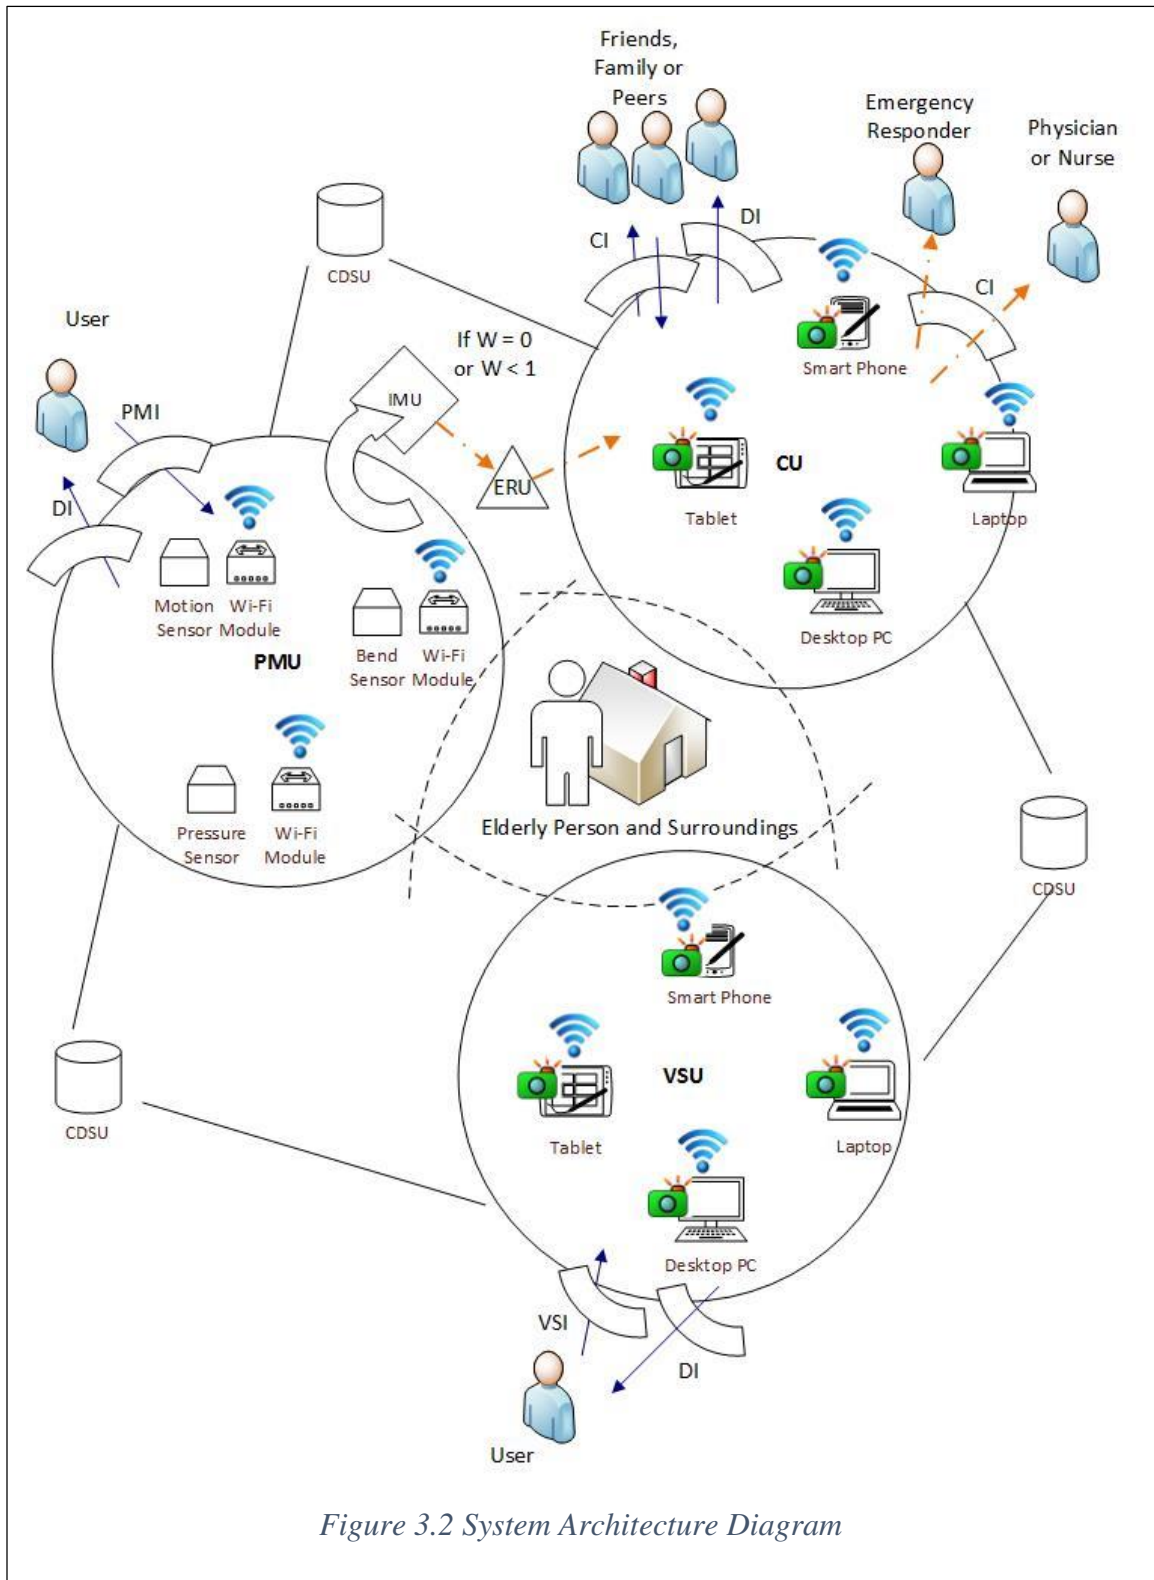 Friends,
Family or
Peers
Emergency
Responder
Physician
or Nurse
CI
DI
CI
CDSU
User
PMI
DI
If W = 0
or W < 1
IMU
ERU
Smart Phone
Tablet
CU
Laptop
Desktop PC
Motion
Sensor
Wi-Fi
Module
PMU
Bend
Sensor
Wi-Fi
Module
Pressure
Sensor
Wi-Fi
Module
Elderly Person and Surroundings
CDSU
Smart Phone
Tablet
VSU
Laptop
Desktop PC
CDSU
VSI
DI
User
Figure 3.2 System Architecture Diagram